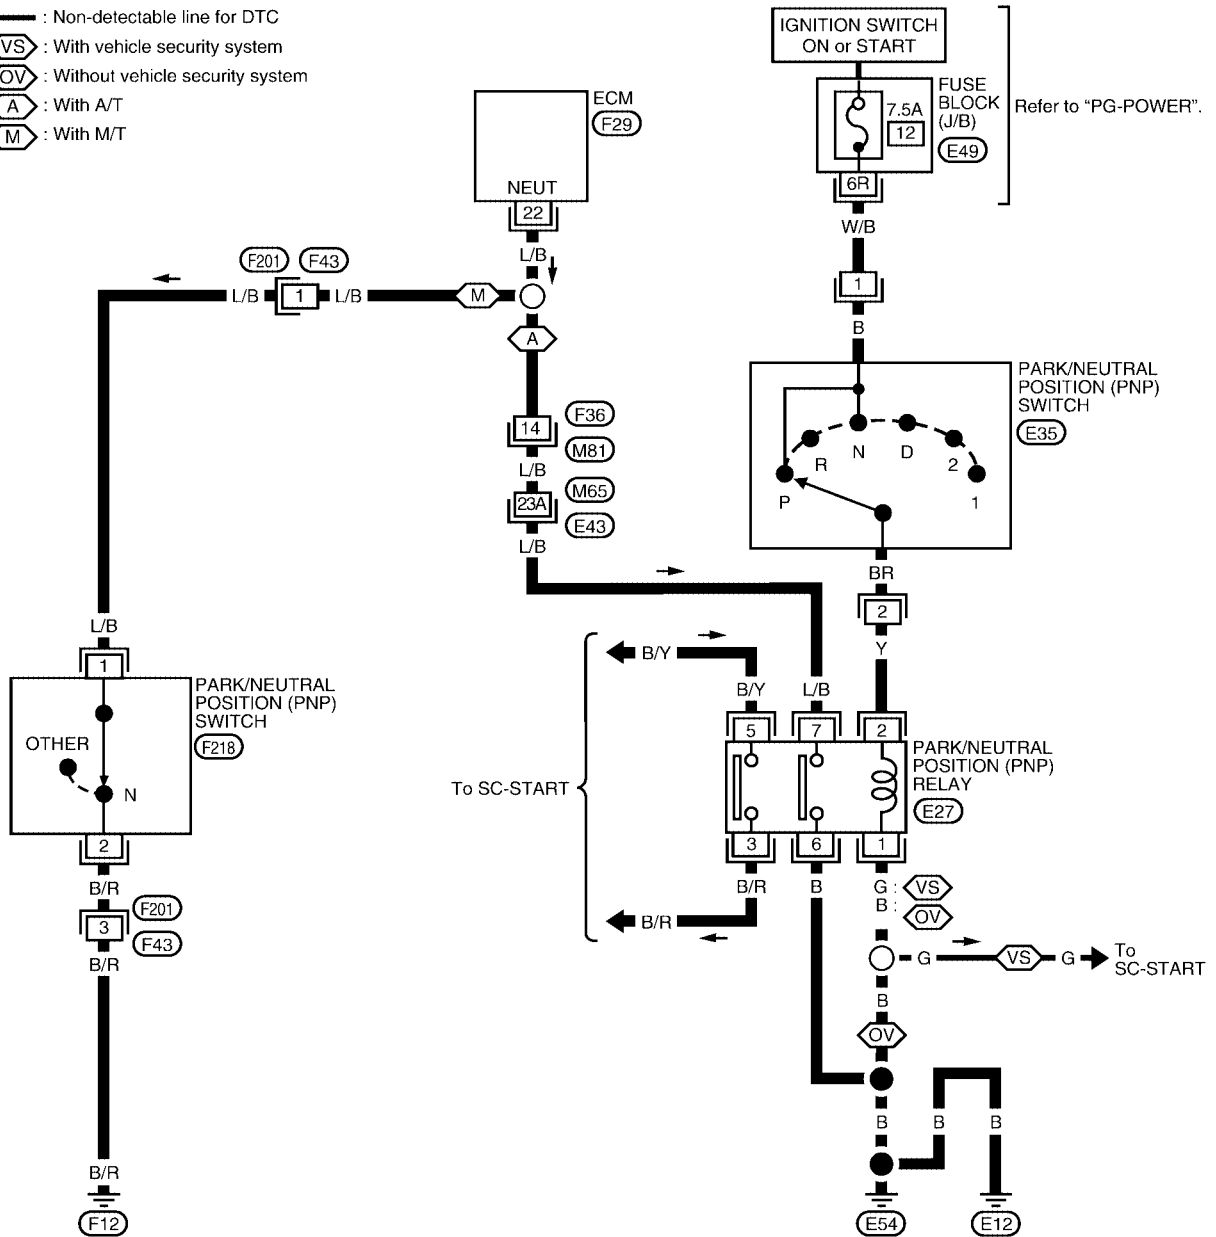 : Non-detectable line for DTC
VS : With vehicle security system
OV : Without vehicle security system
A : With A/T
M : With M/T
IGNITION SWITCH
ON or START
FUSE
BLOCK
(J/B)
E49
7.5A
12
6R
Refer to “PG-POWER”.
W/B
1
B
ECM
F29
NEUT
22
L/B
F201 F43
L/B 1 L/B M
A
14
F36
M81
L/B
23A
M65
E43
L/B
PARK/NEUTRAL
POSITION (PNP)
SWITCH
E35
P R N D 2 1
BR
2
Y
L/B
1
PARK/NEUTRAL
POSITION (PNP)
SWITCH
F218
OTHER
N
2
B/R
3
F201
F43
B/R
B/R
F12
To SC-START
B/Y
B/Y L/B
5 7 2
PARK/NEUTRAL
POSITION (PNP)
RELAY
E27
3 6 1
B/R B G : VS
B : OV
B/R
G VS G To
SC-START
B
OV
B B B
E54 E12